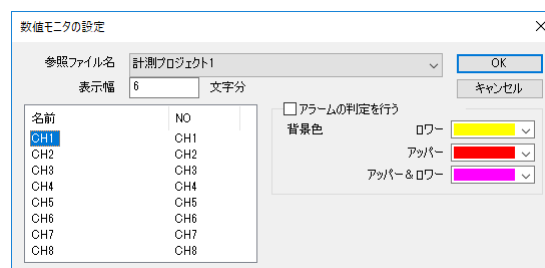 数値モニタの設定
参照ファイル名 計測プロジェクト1 OK
表示幅 6 文字分 キャンセル
アラームの判定を行う
名前 NO
背景色 ロワー
CH1 CH1
CH2 CH2
アッパー
CH3 CH3
アッパー & ロワー
CH4 CH4
CH5 CH5
CH6 CH6
CH7 CH7
CH8 CH8